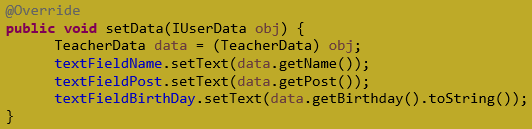 @Override
public void setData(IUserData obj) {
TeacherData data = (TeacherData) obj;
textFieldName.setText(data.getName());
textFieldPost.setText(data.getPost());
textFieldBirthDay.setText(data.getBirthday().toString());
}